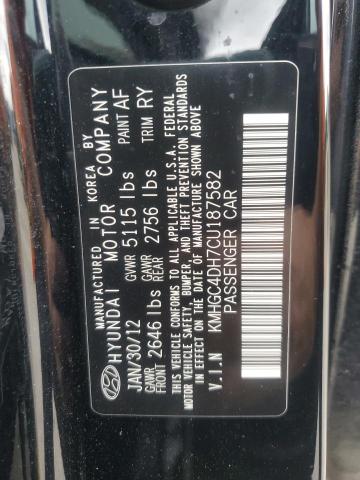 MANUFACTURED IN KOREA BY
HYUNDAI MOTOR COMPANY
JAN/30/12 GVWR 5115 lbs PAINT AF
GAWR FRONT 2646 lbs GAWR REAR 2756 lbs TRIM RY
THIS VEHICLE CONFORMS TO ALL APPLICABLE U.S.A. FEDERAL
MOTOR VEHICLE SAFETY, BUMPER, AND THEFT PREVENTION STANDARDS
IN EFFECT ON THE DATE OF MANUFACTURE SHOWN ABOVE.
V.I.N KMHGC4DH7CU187582
PASSENGER CAR